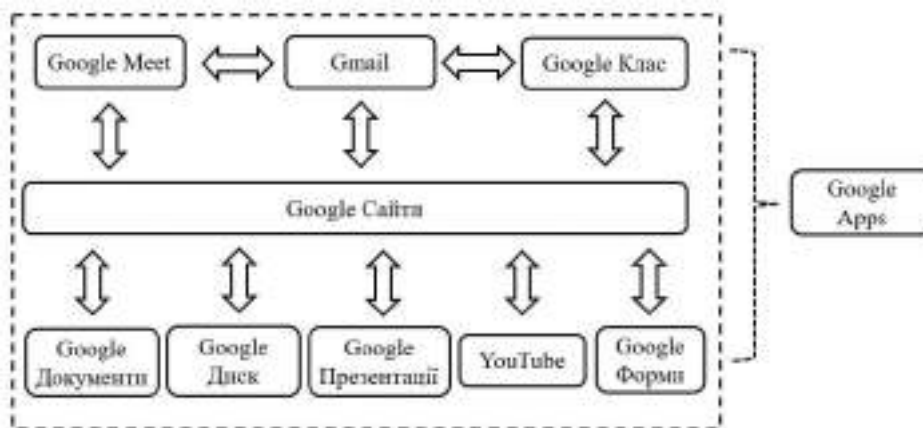 Google Meet
Gmail
Google Клас
Google Сайти
Google
Apps
Google
Документи
Google
Диск
Google
Презентації
YouTube
Google
Форми